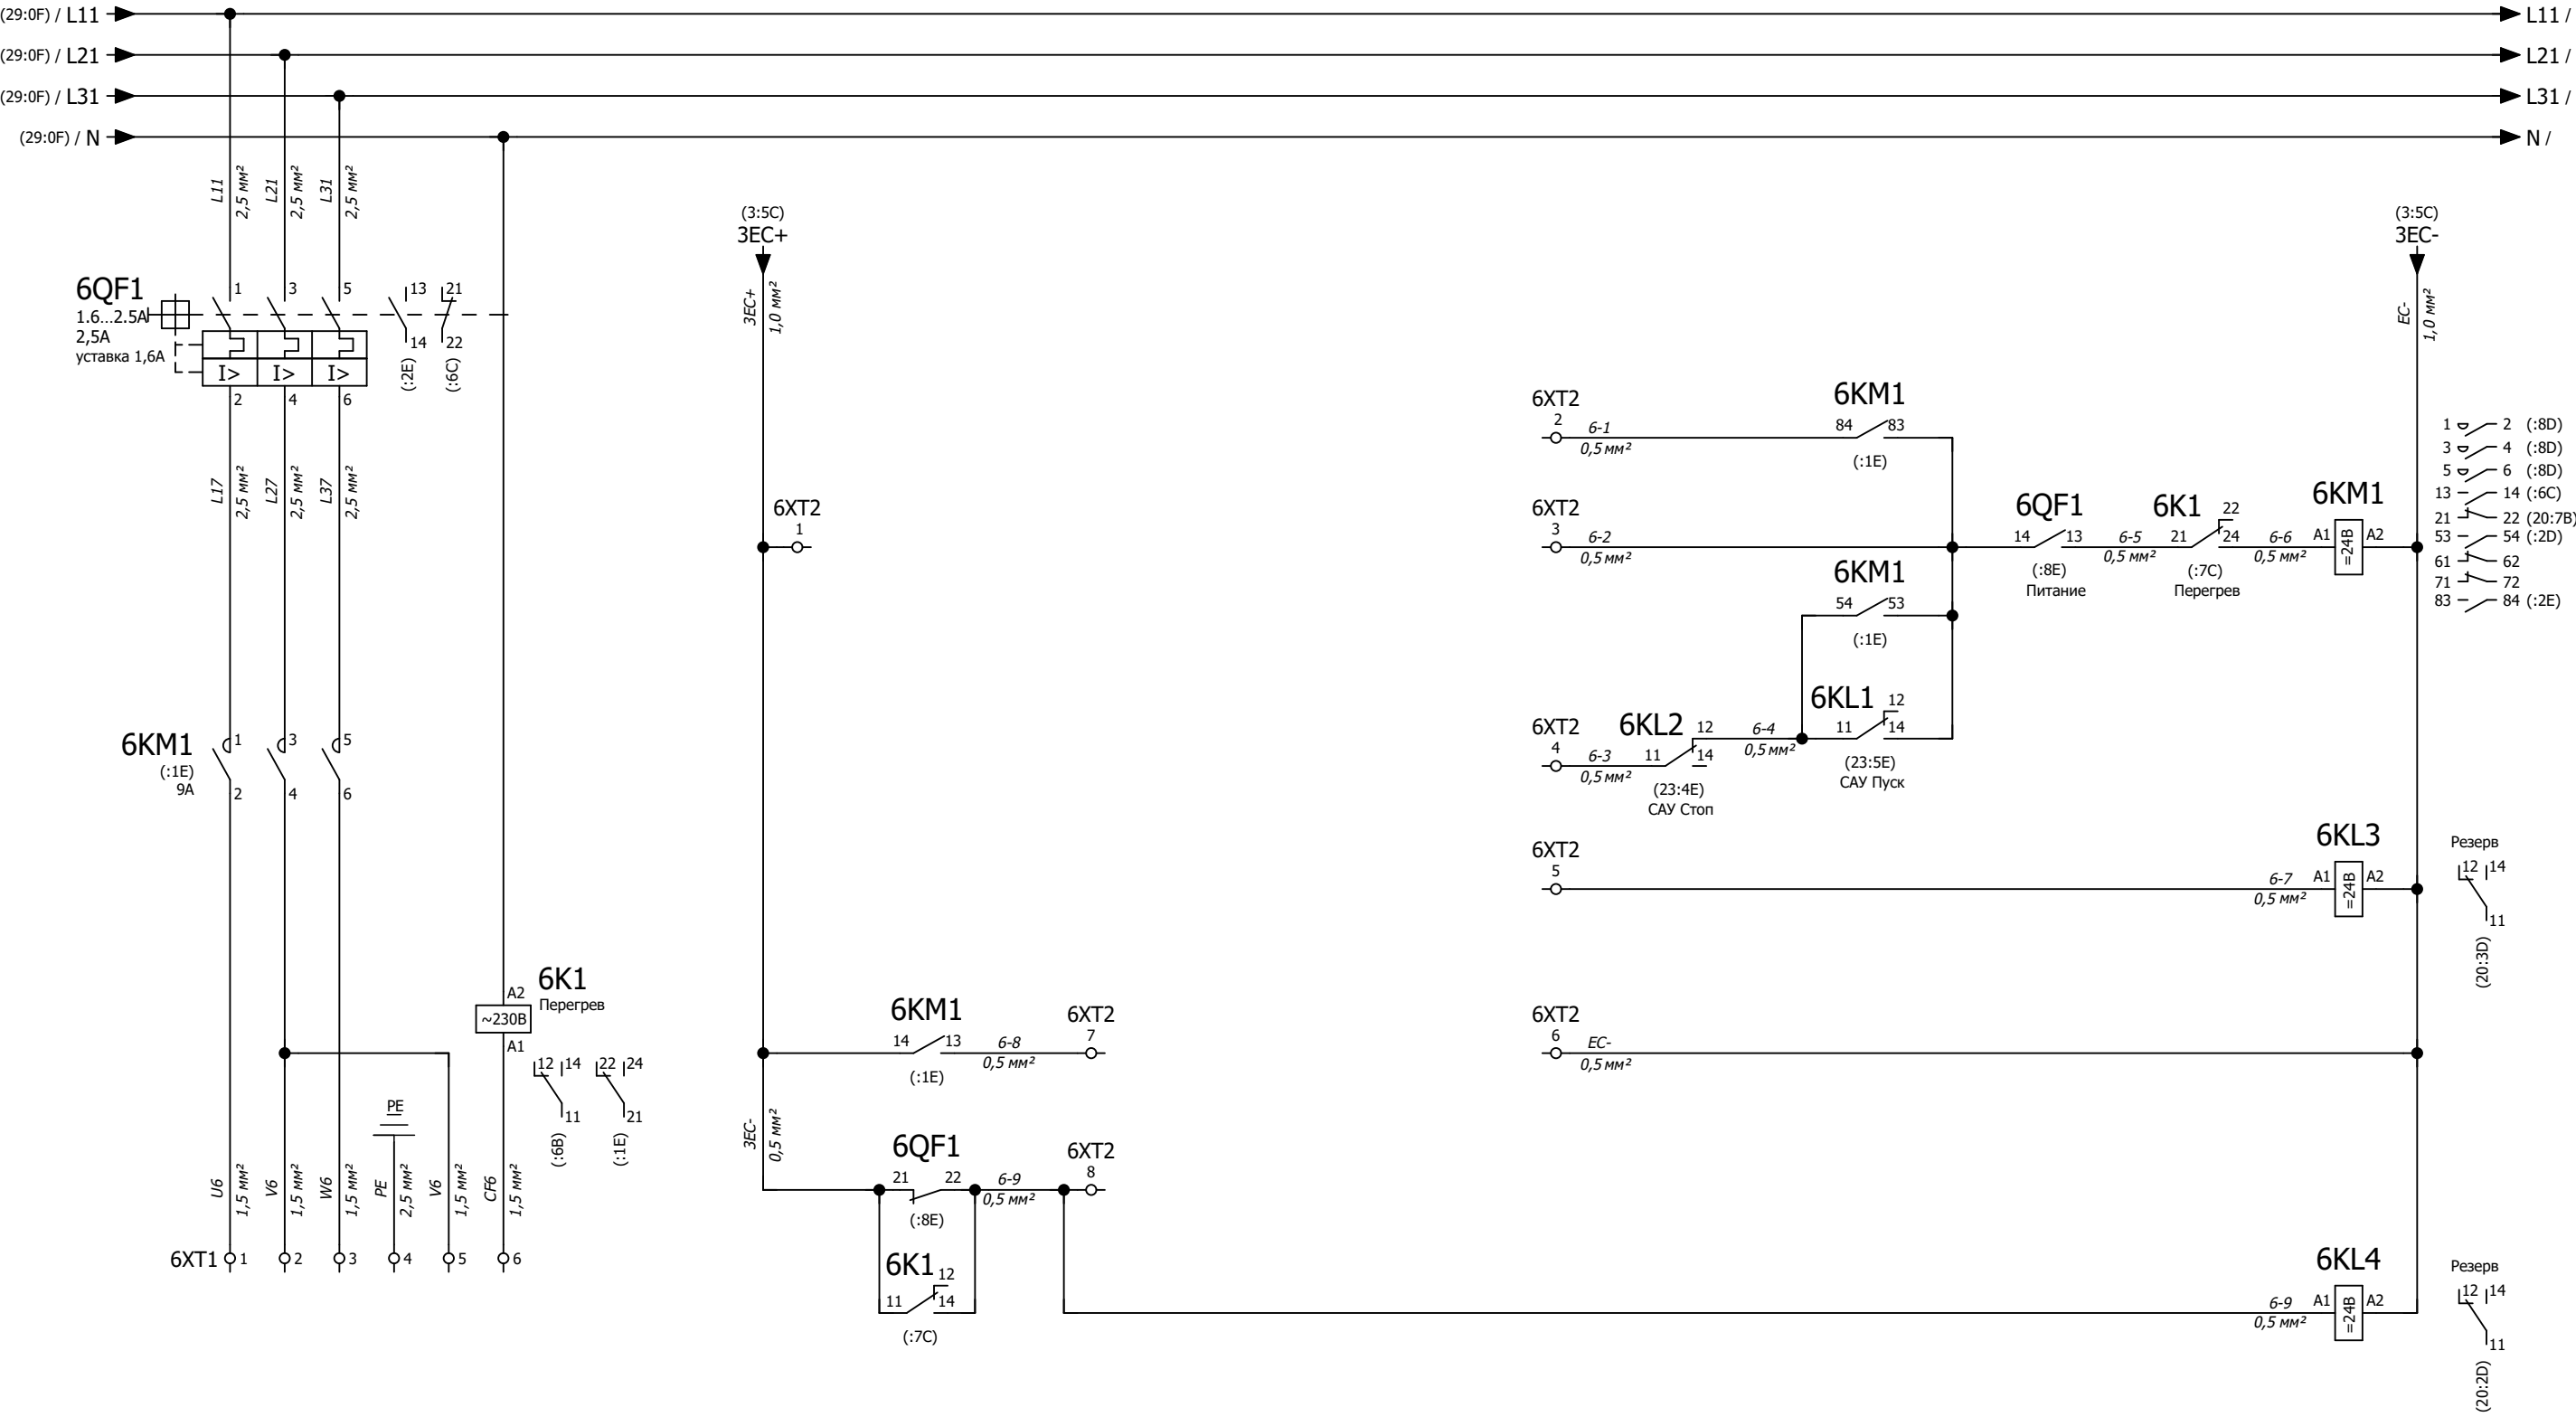 (29:0F) / L11
L11 /
(29:0F) / L21
L21 /
(29:0F) / L31
L31 /
(29:0F) / N
N /
L11
2,5 мм²
L21
2,5 мм²
L31
2,5 мм²
6QF1
1.6...2.5A
2,5A
уставка 1,6A
1
3
5
13
21
14
22
(:2E)
(:6C)
I>
I>
I>
2
4
6
L17
2,5 мм²
L27
2,5 мм²
L37
2,5 мм²
6KM1
(:1E)
9A
1
3
5
2
4
6
6K1
Перегрев
A2
~230В
A1
12
14
11
(:6B)
22
24
21
(:1E)
PE
U6
1,5 мм²
V6
1,5 мм²
W6
1,5 мм²
PE
2,5 мм²
V6
1,5 мм²
CF6
1,5 мм²
6XT1
1
2
3
4
5
6
(3:5C)
3EC+
3EC+
1,0 мм²
6XT2
1
6KM1
14
13
(:1E)
6-8
0,5 мм²
6XT2
7
3EC-
0,5 мм²
6QF1
21
22
(:8E)
6-9
0,5 мм²
6XT2
8
6K1
12
11
14
(:7C)
6XT2
2
6-1
0,5 мм²
6KM1
84
83
(:1E)
6XT2
3
6-2
0,5 мм²
6QF1
14
13
(:8E)
Питание
6-5
0,5 мм²
6K1
22
21
24
(:7C)
Перегрев
6-6
0,5 мм²
6KM1
A1
=24В
A2
6KM1
54
53
(:1E)
6XT2
4
6-3
0,5 мм²
6KL2
12
11
14
(23:4E)
САУ Стоп
6-4
0,5 мм²
6KL1
12
11
14
(23:5E)
САУ Пуск
6XT2
5
6-7
0,5 мм²
6KL3
A1
=24В
A2
6XT2
6
EC-
0,5 мм²
6-9
0,5 мм²
6KL4
A1
=24В
A2
(3:5C)
3EC-
EC-
1,0 мм²
1 2 (:8D)
3 4 (:8D)
5 6 (:8D)
13 14 (:6C)
21 22 (20:7B)
53 54 (:2D)
61 62
71 72
83 84 (:2E)
Резерв
12
14
11
(20:3D)
Резерв
12
14
11
(20:2D)